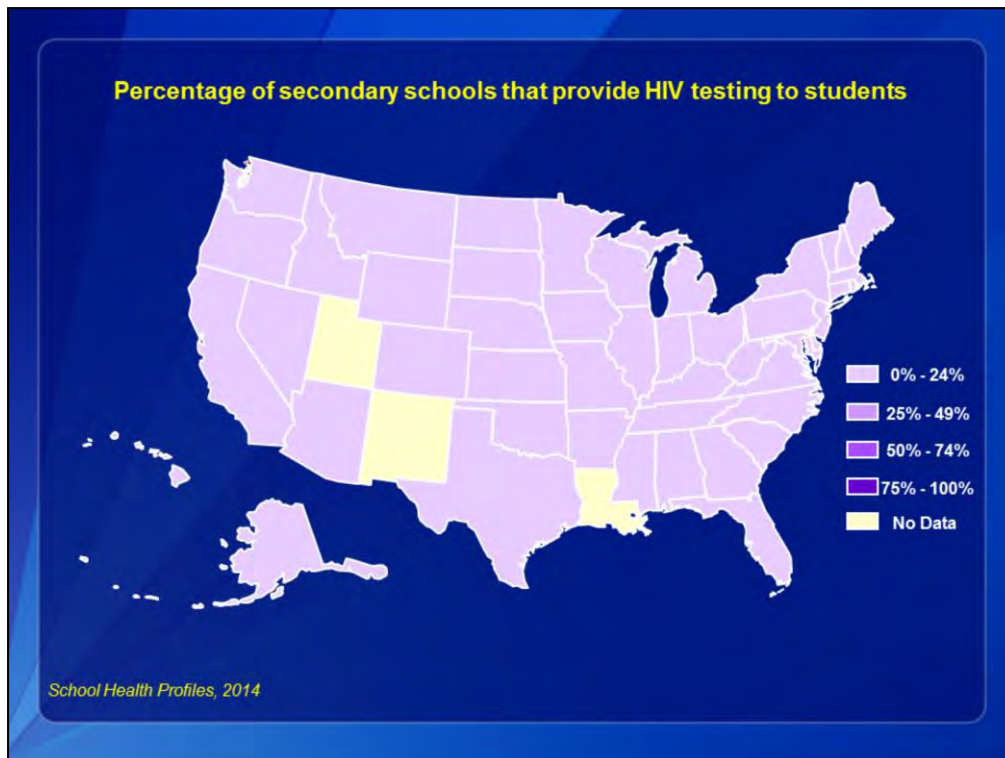 Percentage of secondary schools that provide HIV testing to students
0% - 24%
25% - 49%
50% - 74%
75% - 100%
No Data
School Health Profiles, 2014